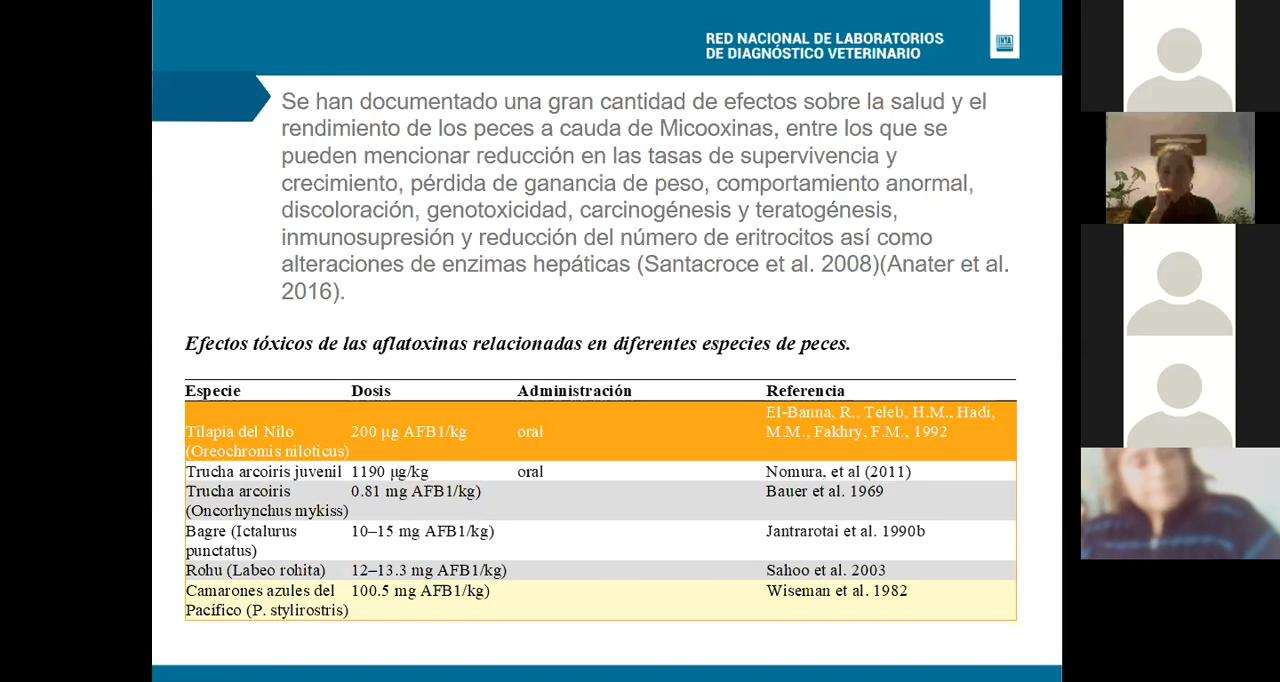 RED NACIONAL DE LABORATORIOS
DE DIAGNÓSTICO VETERINARIO
INTA
Se han documentado una gran cantidad de efectos sobre la salud y el
rendimiento de los peces a cauda de Micooxinas, entre los que se
pueden mencionar reducción en las tasas de supervivencia y
crecimiento, pérdida de ganancia de peso, comportamiento anormal,
discoloración, genotoxicidad, carcinogénesis y teratogénesis,
inmunosupresión y reducción del número de eritrocitos así como
alteraciones de enzimas hepáticas (Santacroce et al. 2008)(Anater et al.
2016).
Efectos tóxicos de las aflatoxinas relacionadas en diferentes especies de peces.
Especie Dosis Administración Referencia
El-Banna, R., Teleb, H.M., Hadi,
Tilapia del Nilo 200 µg AFB1/kg oral M.M., Fakhry, F.M., 1992
(Oreochromis niloticus)
Trucha arcoiris juvenil 1190 µg/kg oral Nomura, et al (2011)
Trucha arcoiris 0.81 mg AFB1/kg) Bauer et al. 1969
(Oncorhynchus mykiss)
Bagre (Ictalurus 10–15 mg AFB1/kg) Jantrarotai et al. 1990b
punctatus)
Rohu (Labeo rohita) 12–13.3 mg AFB1/kg) Sahoo et al. 2003
Camarones azules del 100.5 mg AFB1/kg) Wiseman et al. 1982
Pacífico (P. stylirostris)